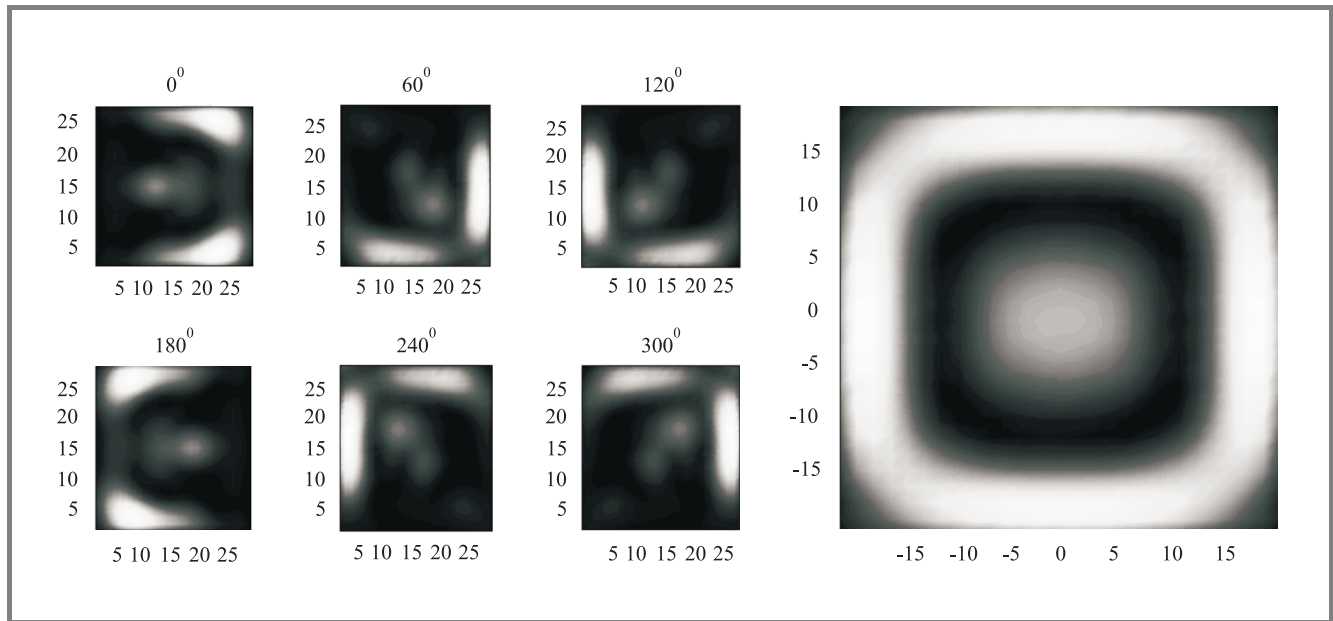 0⁰ 60⁰ 120⁰
25 25 25 15
20 20 20 10
15 15 15 5
10 10 10 0
5 5 5 -5
5 10 15 20 25 5 10 15 20 25 5 10 15 20 25
180⁰ 240⁰ 300⁰
25 25 25 -10
20 20 20
15 15 15 -15
10 10 10
5 5 5
5 10 15 20 25 5 10 15 20 25 5 10 15 20 25 -15 -10 -5 0 5 10 15